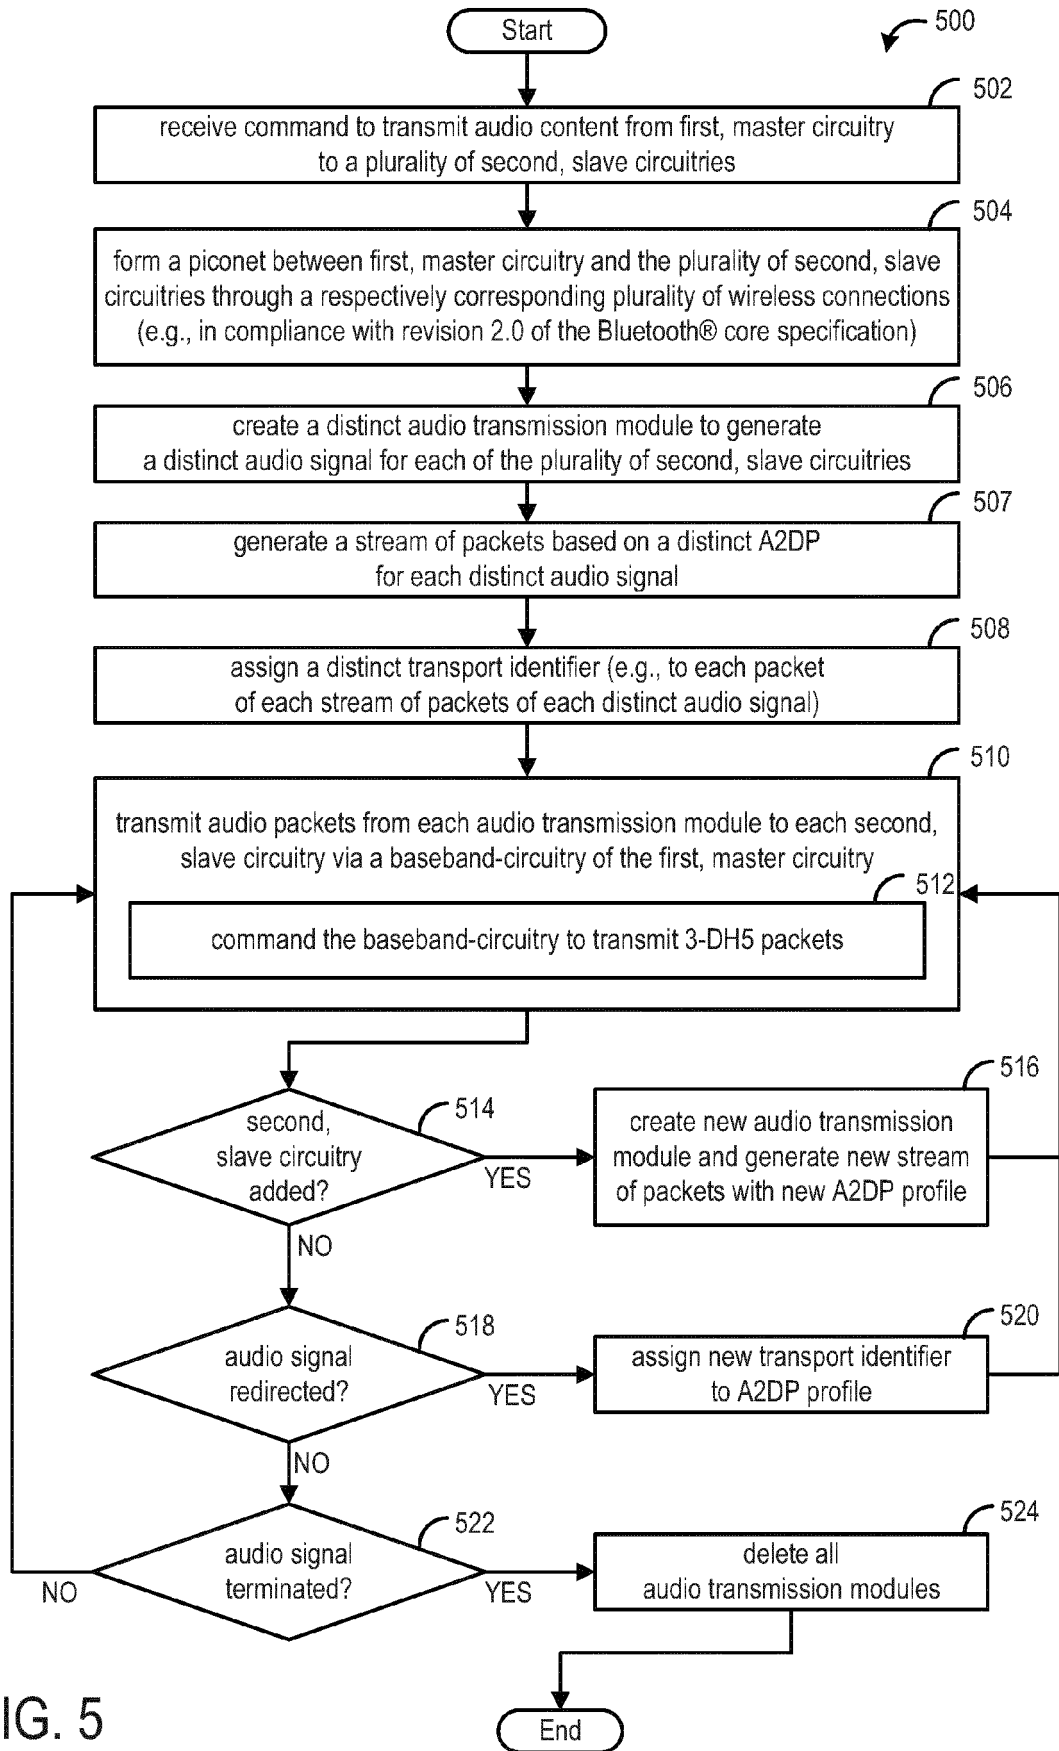 Start
500
502
receive command to transmit audio content from first, master circuitry
to a plurality of second, slave circuitries
504
form a piconet between first, master circuitry and the plurality of second, slave
circuitries through a respectively corresponding plurality of wireless connections
(e.g., in compliance with revision 2.0 of the Bluetooth® core specification)
506
create a distinct audio transmission module to generate
a distinct audio signal for each of the plurality of second, slave circuitries
507
generate a stream of packets based on a distinct A2DP
for each distinct audio signal
508
assign a distinct transport identifier (e.g., to each packet
of each stream of packets of each distinct audio signal)
510
transmit audio packets from each audio transmission module to each second,
slave circuitry via a baseband-circuitry of the first, master circuitry
512
command the baseband-circuitry to transmit 3-DH5 packets
514
second,
slave circuitry
added?
YES
516
create new audio transmission
module and generate new stream
of packets with new A2DP profile
NO
518
audio signal
redirected?
YES
520
assign new transport identifier
to A2DP profile
NO
522
audio signal
terminated?
NO
YES
524
delete all
audio transmission modules
End
IG. 5